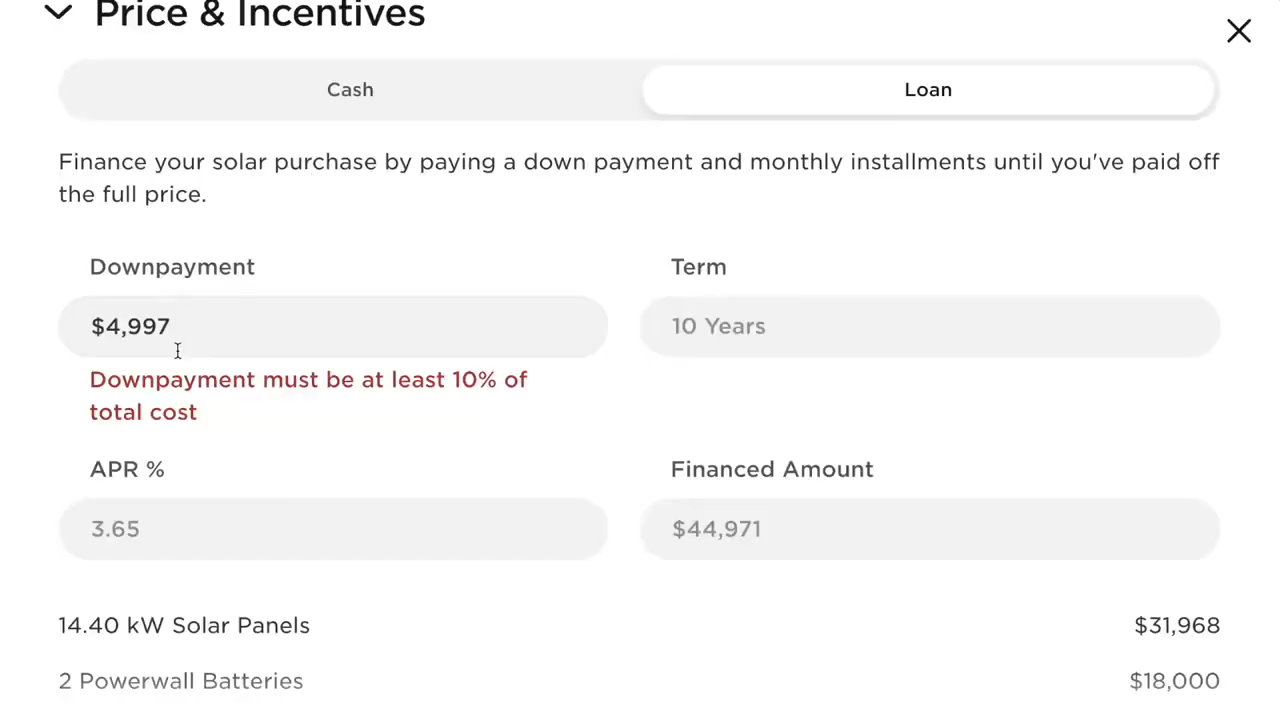 Price & Incentives
Cash
Loan
Finance your solar purchase by paying a down payment and monthly installments until you've paid off
the full price.
Downpayment
Term
$4,997
10 Years
Downpayment must be at least 10% of
total cost
APR %
Financed Amount
3.65
$44,971
14.40 kW Solar Panels
$31,968
2 Powerwall Batteries
$18,000